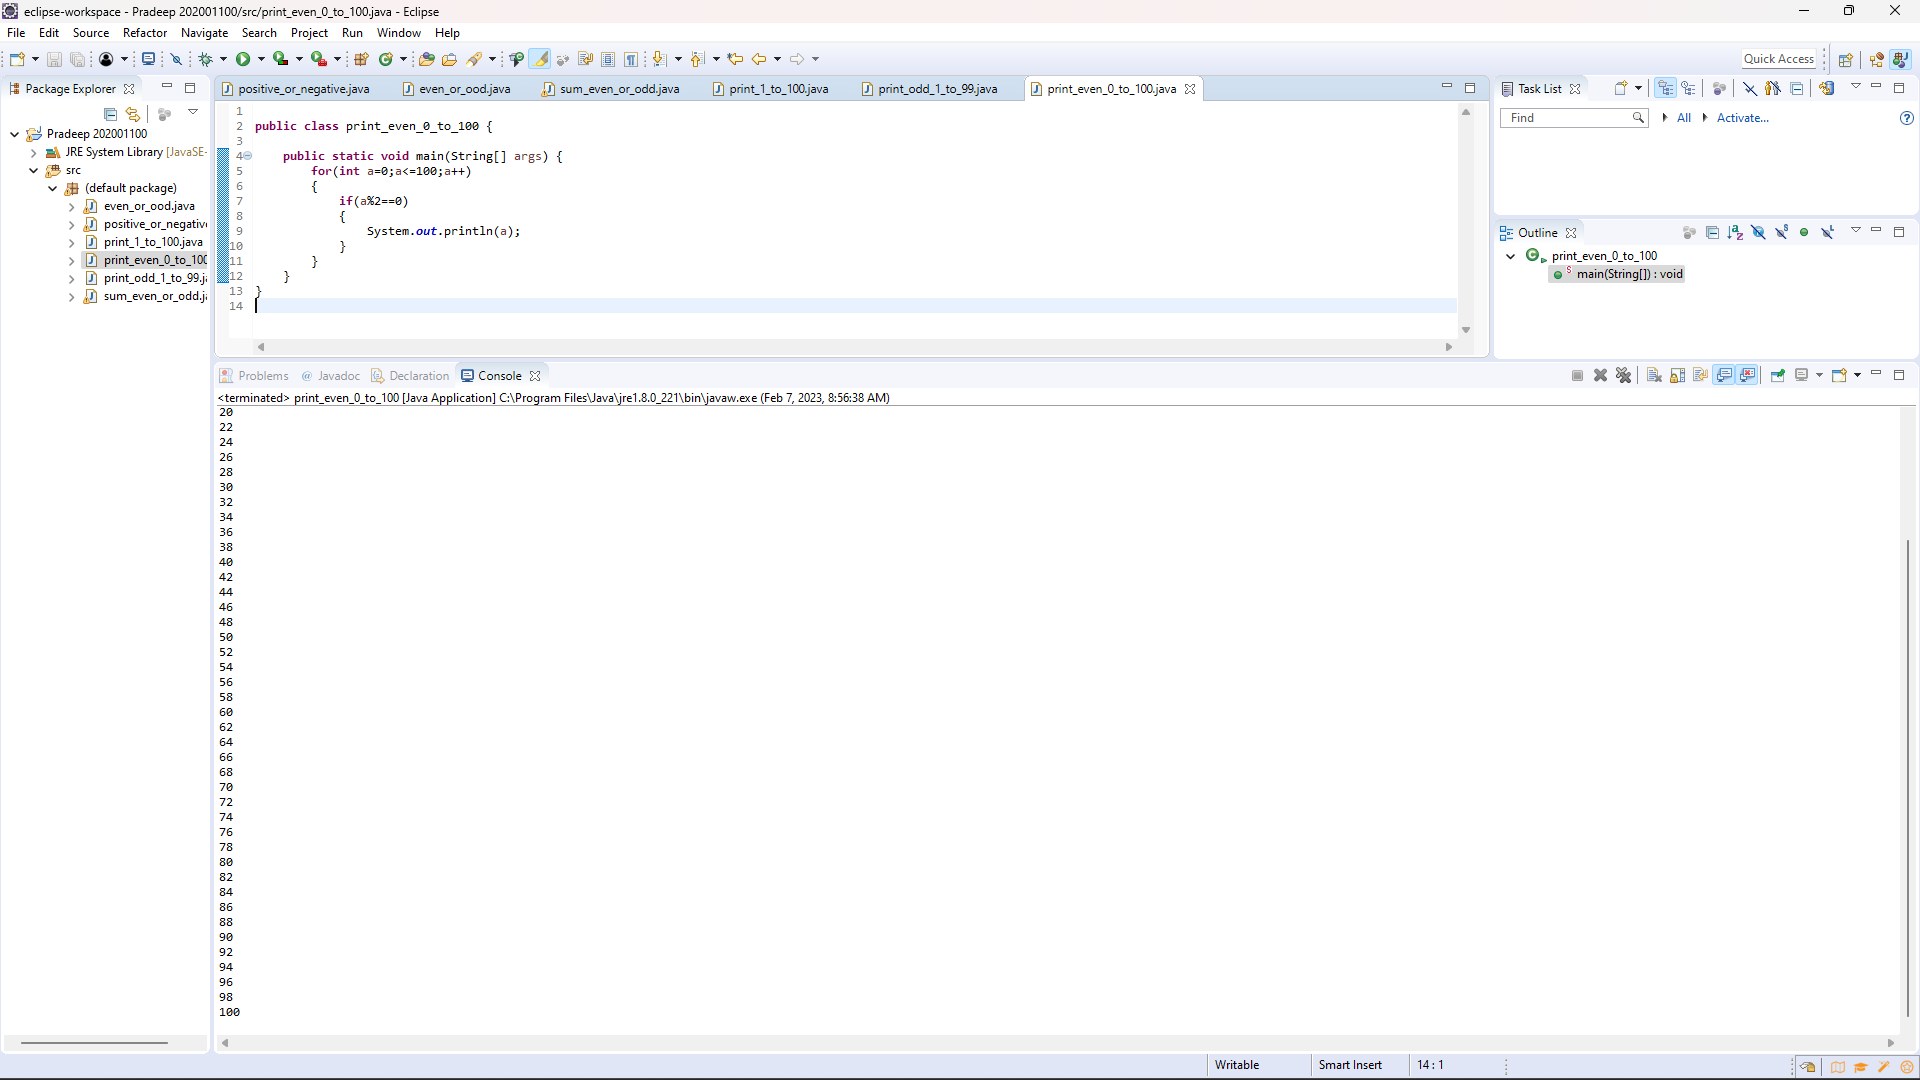 eclipse-workspace - Pradeep 202001100/src/print_even_0_to_100.java - Eclipse
File Edit Source Refactor Navigate Search Project Run Window Help
Quick Access
Package Explorer
Pradeep 202001100
JRE System Library [JavaSE-
src
(default package)
even_or_ood.java
positive_or_negativ
print_1_to_100.java
print_even_0_to_100
print_odd_1_to_99.j
sum_even_or_odd.j
positive_or_negative.java even_or_ood.java sum_even_or_odd.java print_1_to_100.java print_odd_1_to_99.java print_even_0_to_100.java
1
2 public class print_even_0_to_100 {
3
4 public static void main(String[] args) {
5 for(int a=0;a<=100;a++)
6 {
7 if(a%2==0)
8 {
9 System.out.println(a);
10 }
11 }
12 }
13 }
14
Task List
Find All Activate...
Outline
print_even_0_to_100
main(String[]) : void
Problems @ Javadoc Declaration Console
<terminated> print_even_0_to_100 [Java Application] C:\Program Files\Java\jre1.8.0_221\bin\javaw.exe (Feb 7, 2023, 8:56:38 AM)
20
22
24
26
28
30
32
34
36
38
40
42
44
46
48
50
52
54
56
58
60
62
64
66
68
70
72
74
76
78
80
82
84
86
88
90
92
94
96
98
100
Writable Smart Insert 14 : 1